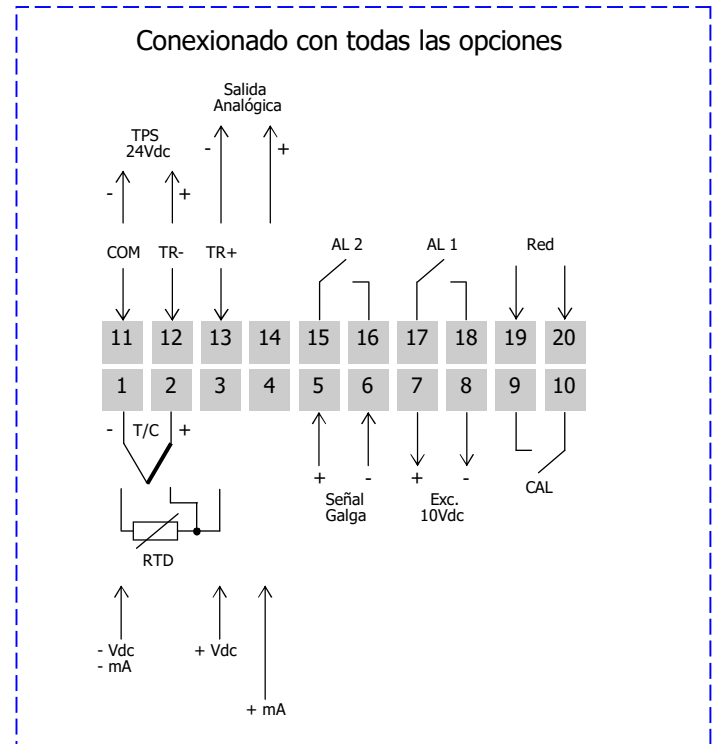 Conexionado con todas las opciones
Salida
Analógica
TPS
24Vdc
- +
- +
COM TR- TR+
AL 2 AL 1 Red
11 12 13 14 15 16 17 18 19 20
1 2 3 4 5 6 7 8 9 10
- T/C +
+ - + -
Señal
Galga
Exc.
10Vdc
CAL
RTD
- Vdc
- mA
+ Vdc
+ mA